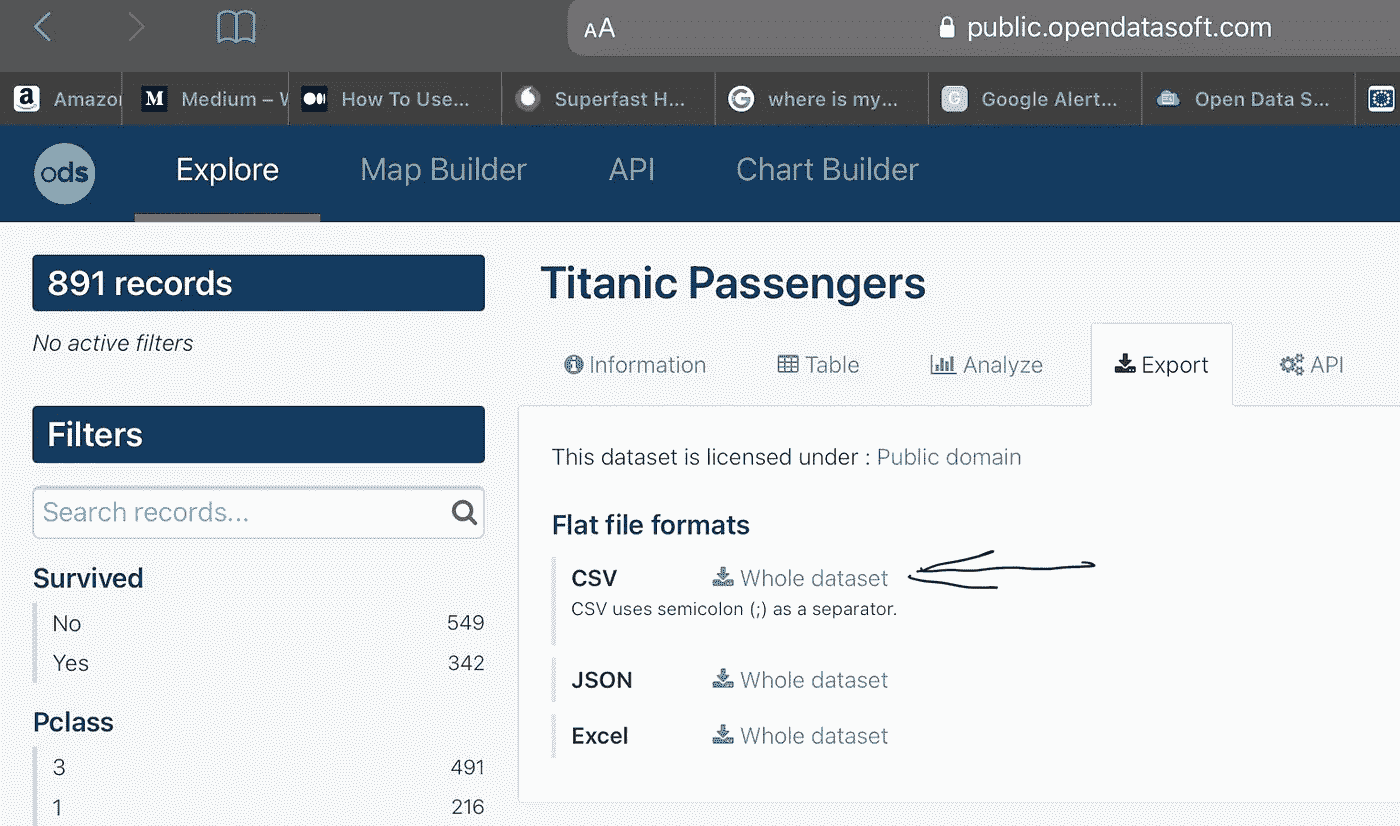 AA public.opendatasoft.com
a Amazo M Medium – How To Use... Superfast H... G where is my... G Google Alert... Open Data S...
ods Explore Map Builder API Chart Builder
891 records
No active filters
Filters
Search records...
Survived
No 549
Yes 342
Pclass
3 491
1 216
Titanic Passengers
Information Table Analyze Export API
This dataset is licensed under : Public domain
Flat file formats
CSV Whole dataset
CSV uses semicolon (;) as a separator.
JSON Whole dataset
Excel Whole dataset